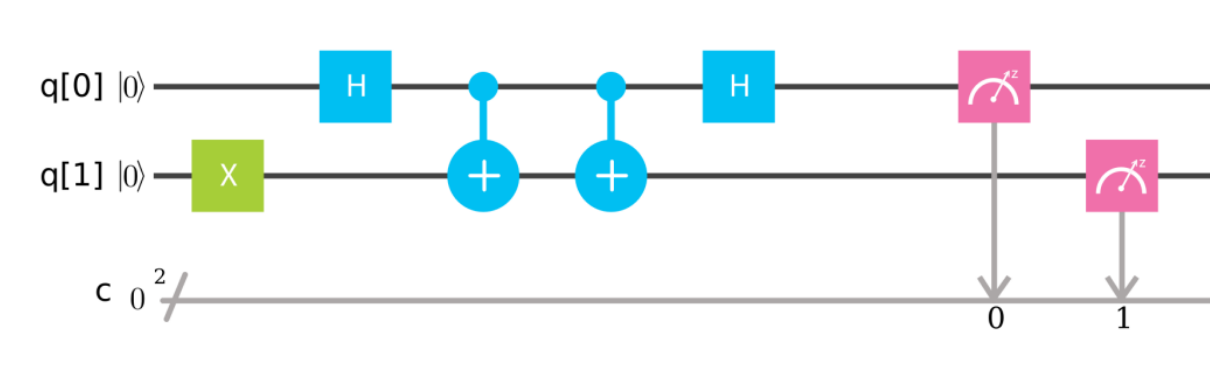 q[0] |0⟩ H H z
q[1] |0⟩ X + + z
c 0 2
0 1